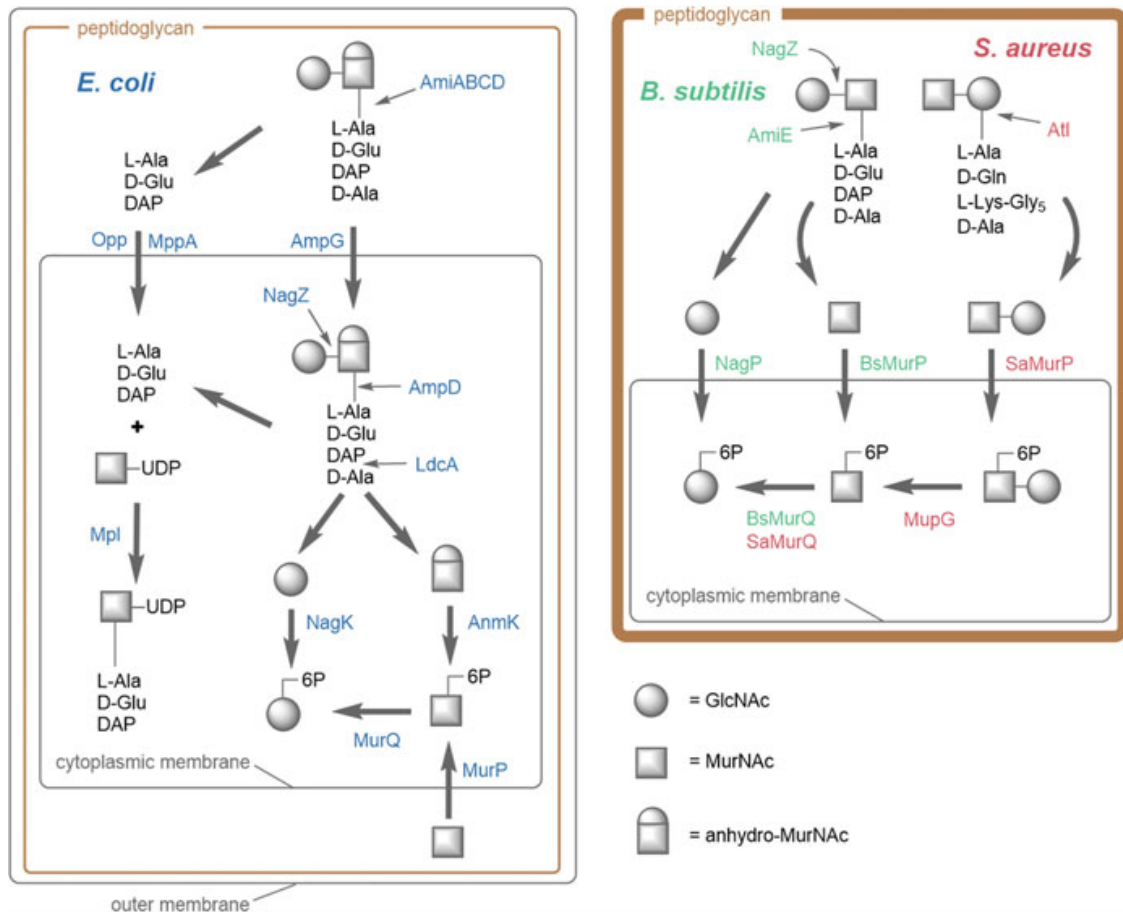 peptidoglycan
E. coli
AmiABCD
L-Ala
D-Glu
DAP
D-Ala
L-Ala
D-Glu
DAP
Opp
MppA
AmpG
NagZ
AmpD
L-Ala
D-Glu
DAP
D-Ala
LdcA
L-Ala
D-Glu
DAP
+
UDP
Mpl
UDP
L-Ala
D-Glu
DAP
NagK
AnmK
6P
6P
MurQ
MurP
cytoplasmic membrane
outer membrane
peptidoglycan
NagZ
S. aureus
B. subtilis
AmiE
Atl
L-Ala
D-Glu
DAP
D-Ala
L-Ala
D-Gln
L-Lys-Gly₅
D-Ala
NagP
BsMurP
SaMurP
6P
6P
6P
BsMurQ
SaMurQ
MupG
cytoplasmic membrane
= GlcNAc
= MurNAc
= anhydro-MurNAc